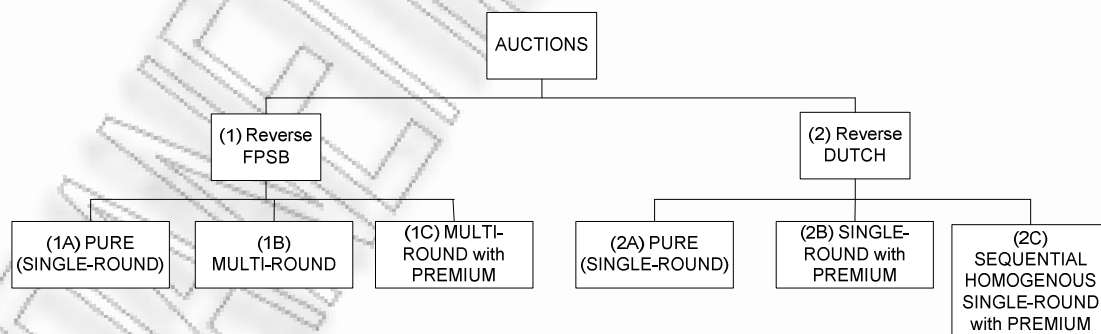 AUCTIONS
(1) Reverse
FPSB
(2) Reverse
DUTCH
(1A) PURE
(SINGLE-ROUND)
(1B)
MULTI-ROUND
(1C) MULTI-
ROUND with
PREMIUM
(2A) PURE
(SINGLE-ROUND)
(2B) SINGLE-
ROUND with
PREMIUM
(2C)
SEQUENTIAL
HOMOGENOUS
SINGLE-ROUND
with PREMIUM